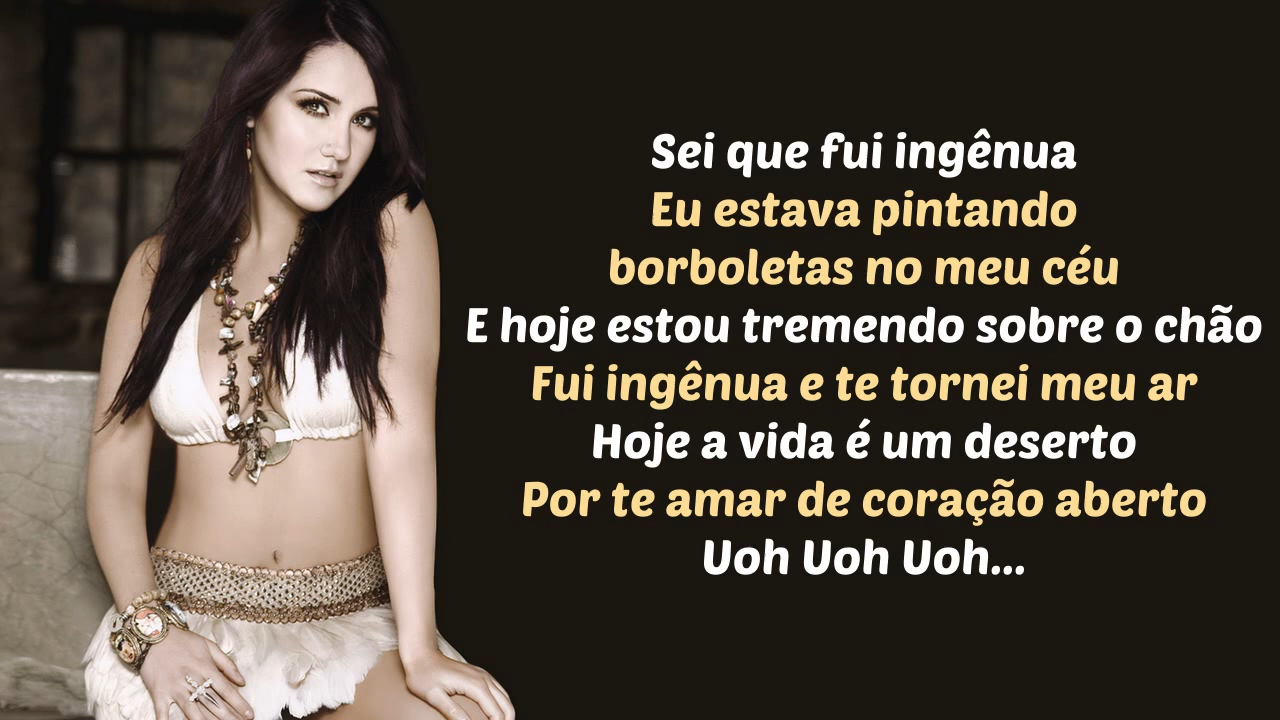 Sei que fui ingênua
Eu estava pintando
borboletas no meu céu
E hoje estou tremendo sobre o chão
Fui ingênua e te tornei meu ar
Hoje a vida é um deserto
Por te amar de coração aberto
Uoh Uoh Uoh...